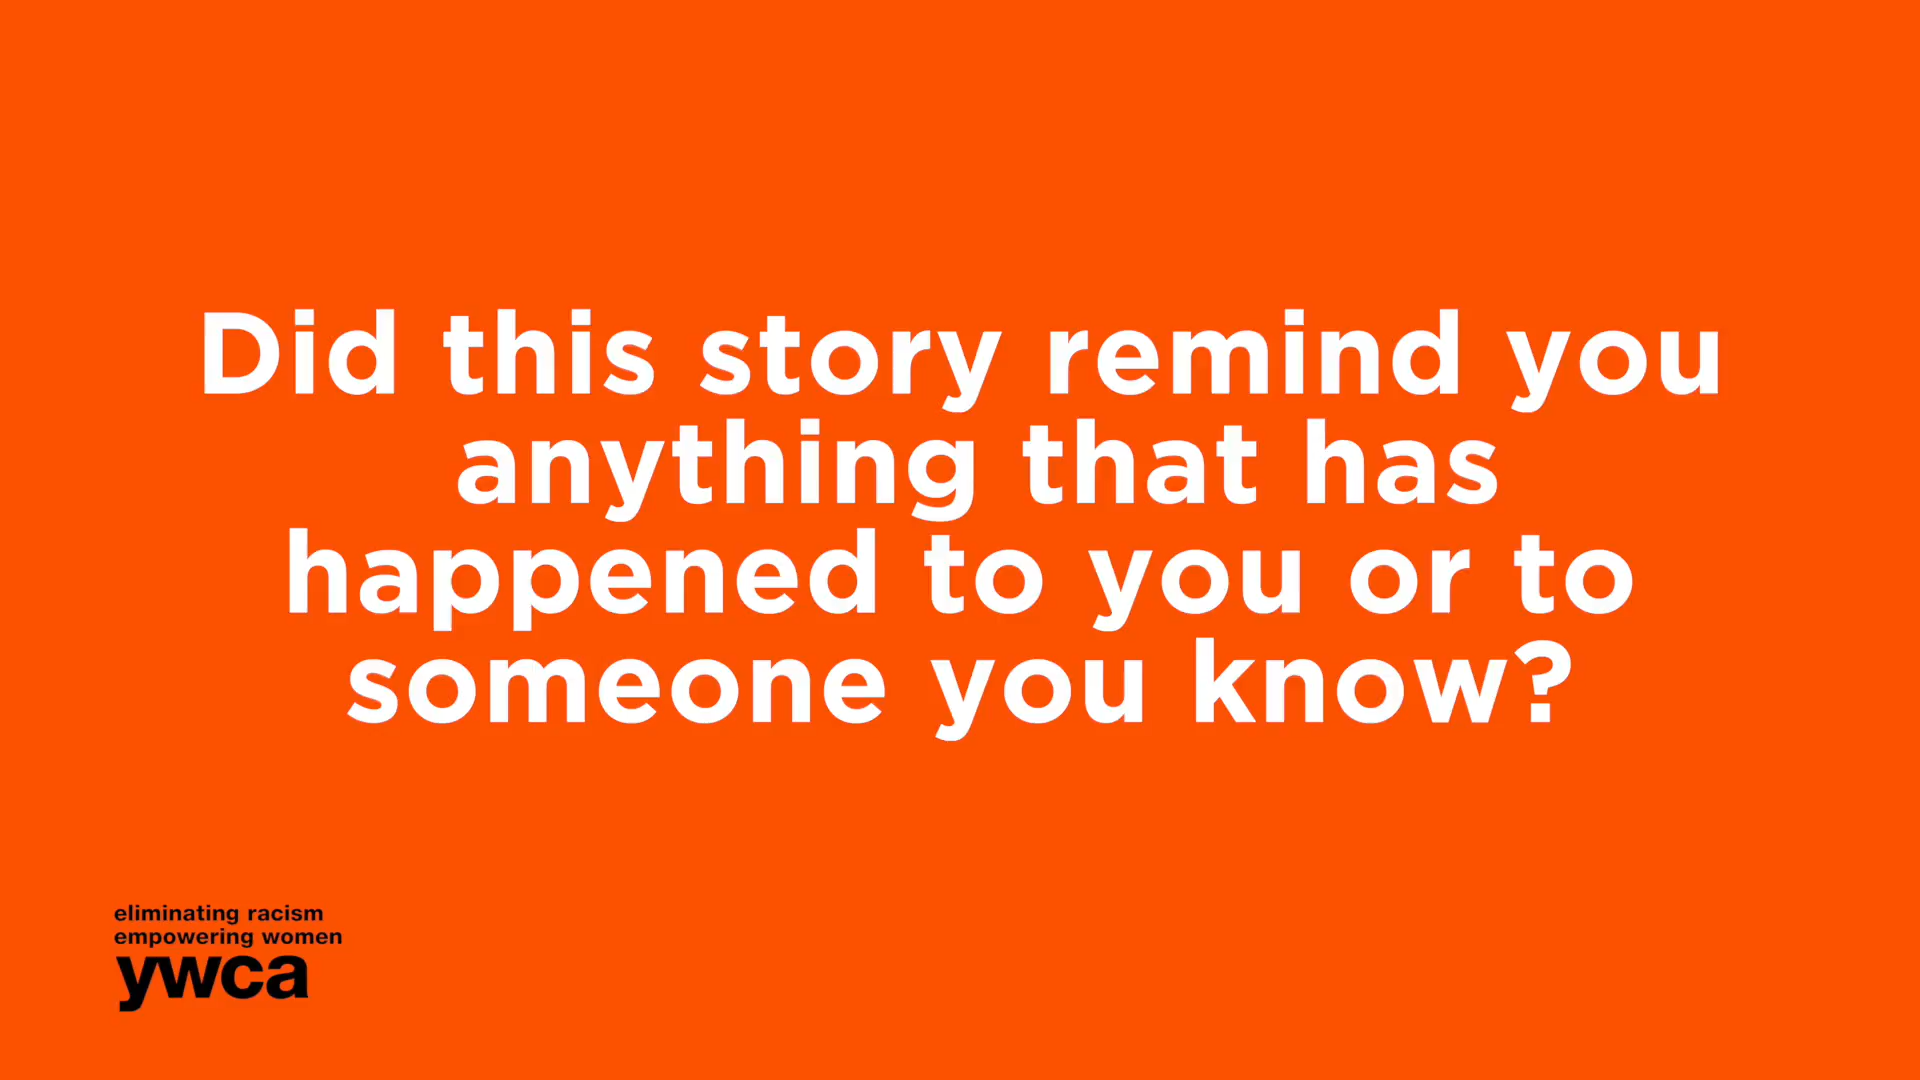 Did this story remind you
anything that has
happened to you or to
someone you know?
eliminating racism
empowering women
ywca